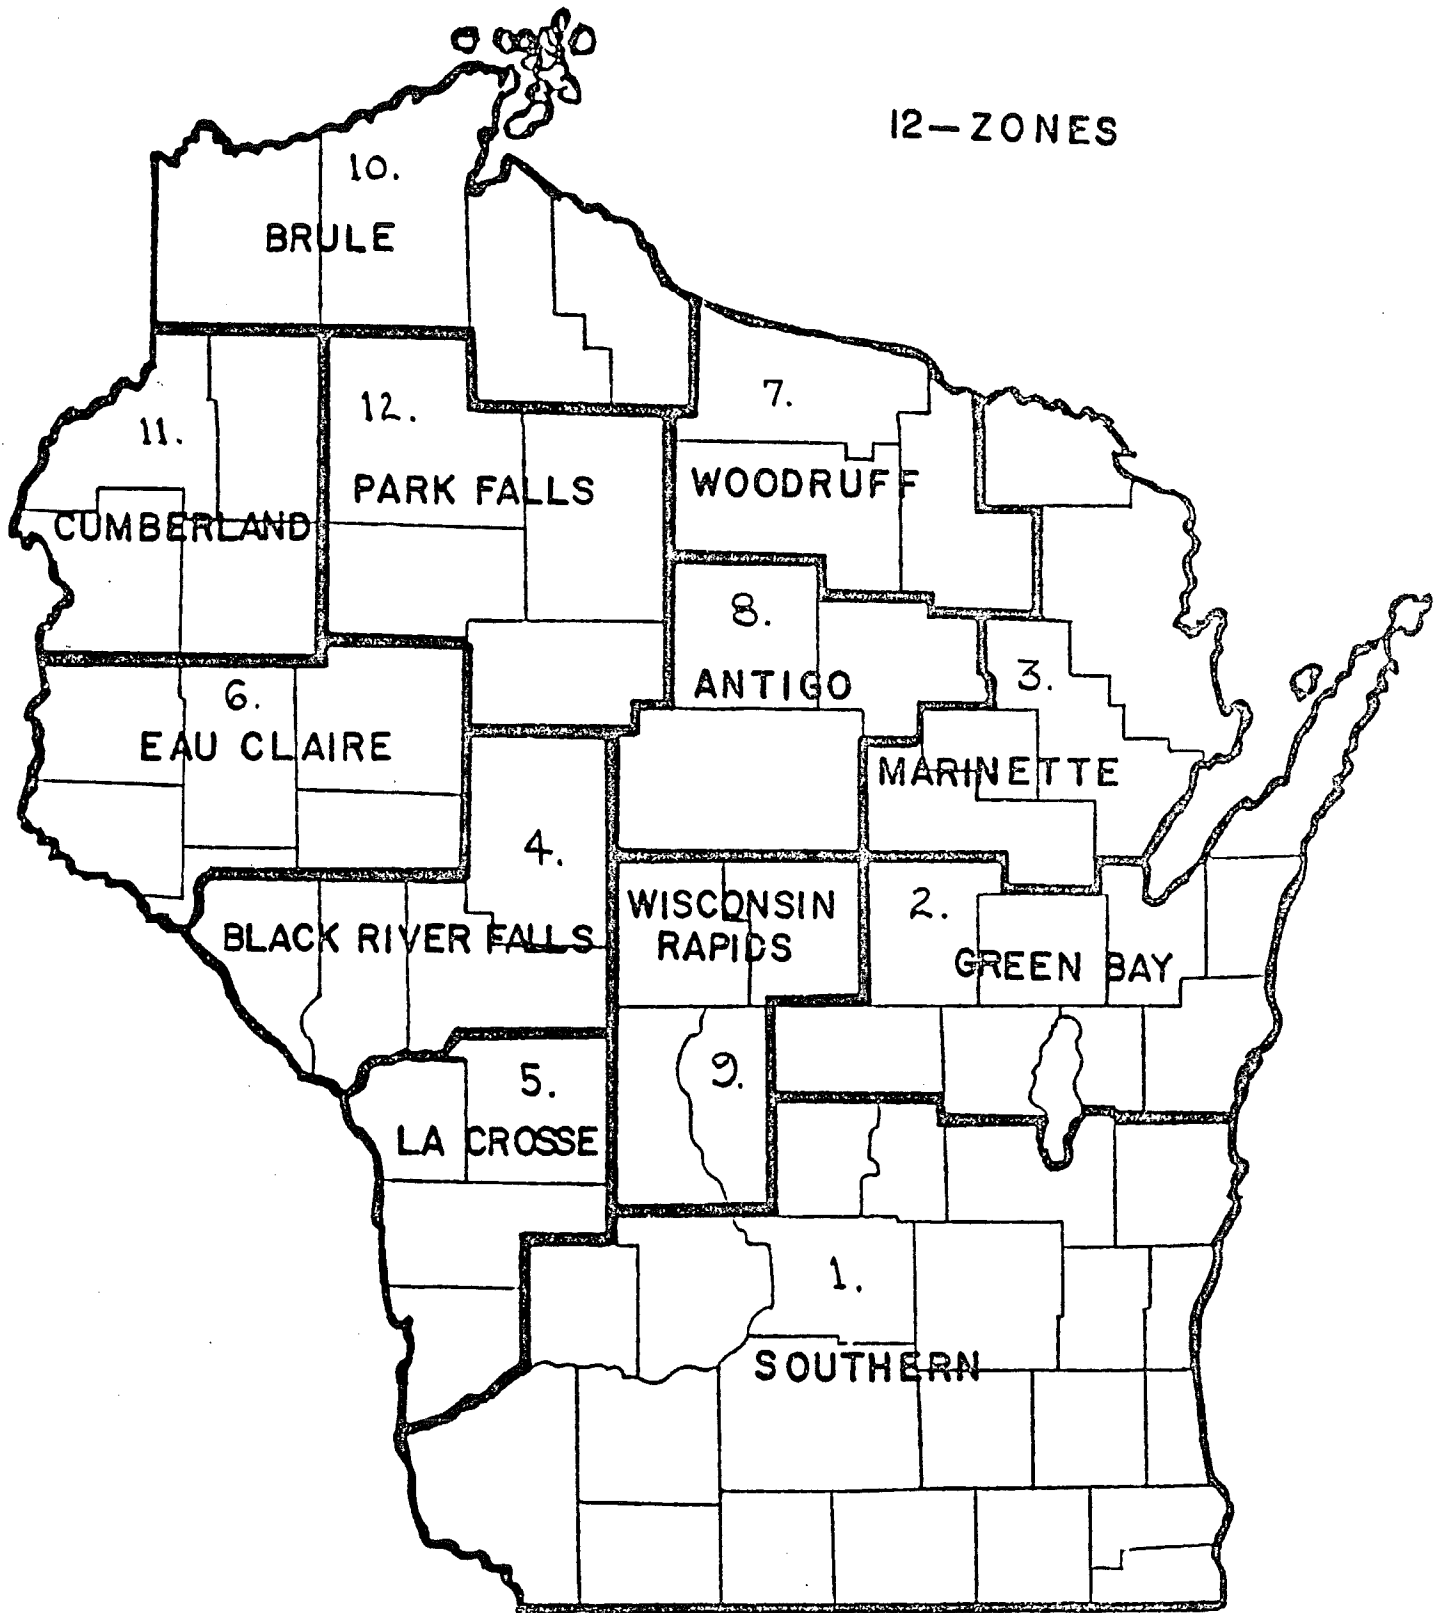 12-ZONES
10.
BRULE
7.
12.
11.
PARK FALLS
WOODRUFF
CUMBERLAND
8.
3.
ANTIGO
6.
EAU CLAIRE
MARINETTE
4.
WISCONSIN
RAPIDS
2.
BLACK RIVER FALLS
GREEN BAY
9.
5.
LA CROSSE
1.
SOUTHERN